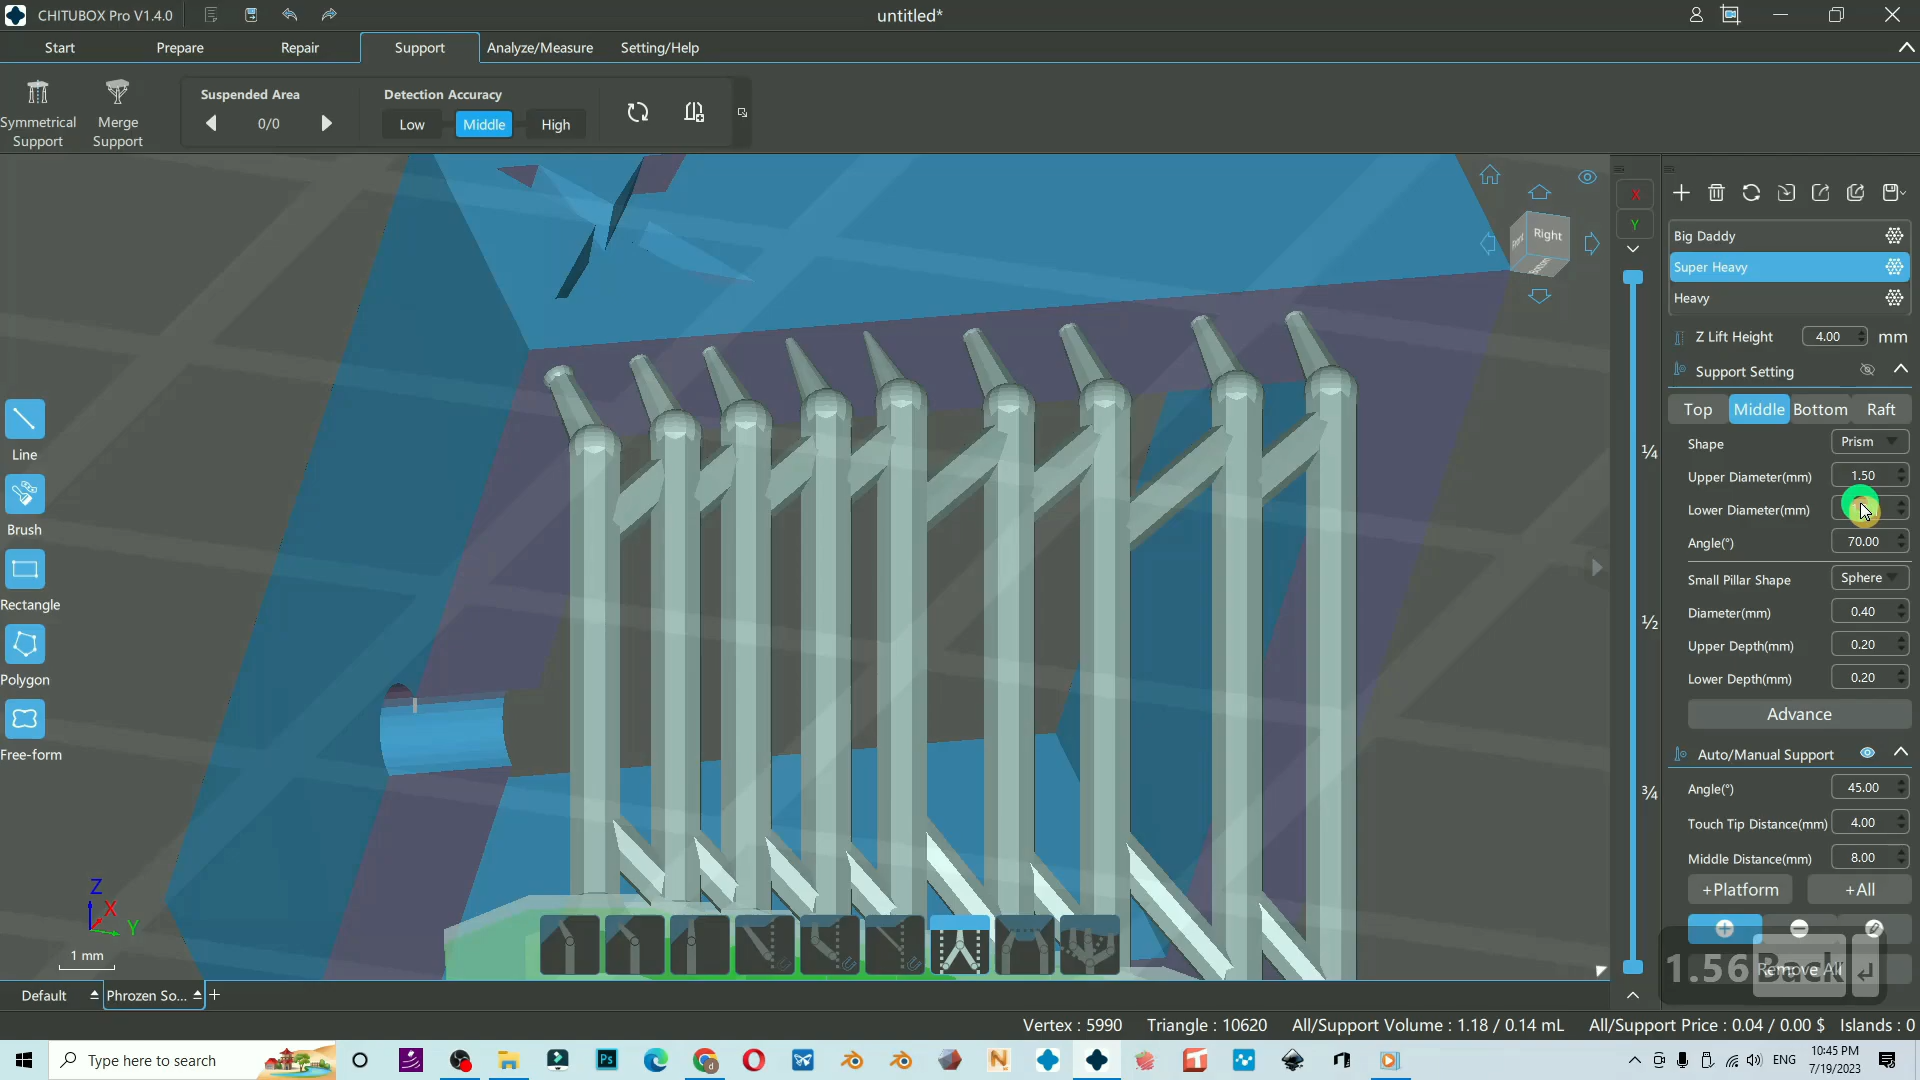 CHITUBOX Pro V1.4.0
untitled*
Start
Prepare
Repair
Support
Analyze/Measure
Setting/Help
Symmetrical
Support
Merge
Support
Suspended Area
0/0
Detection Accuracy
Low
Middle
High
Line
Brush
Rectangle
Polygon
Free-form
Right
Front
Bottom
X
Y
1/4
1/2
3/4
Big Daddy
Super Heavy
Heavy
Z Lift Height 4.00 mm
Support Setting
Top Middle Bottom Raft
Shape Prism
Upper Diameter(mm) 1.50
Lower Diameter(mm)
Angle(°) 70.00
Small Pillar Shape Sphere
Diameter(mm) 0.40
Upper Depth(mm) 0.20
Lower Depth(mm) 0.20
Advance
Auto/Manual Support
Angle(°) 45.00
Touch Tip Distance(mm) 4.00
Middle Distance(mm) 8.00
+Platform +All
Remove All
1.56 Back ↵
Z
X
Y
1 mm
Default
Phrozen So...
Vertex : 5990 Triangle : 10620 All/Support Volume : 1.18 / 0.14 mL All/Support Price : 0.04 / 0.00 $ Islands : 0
Type here to search
Ps
N
T
ENG
10:45 PM
7/19/2023